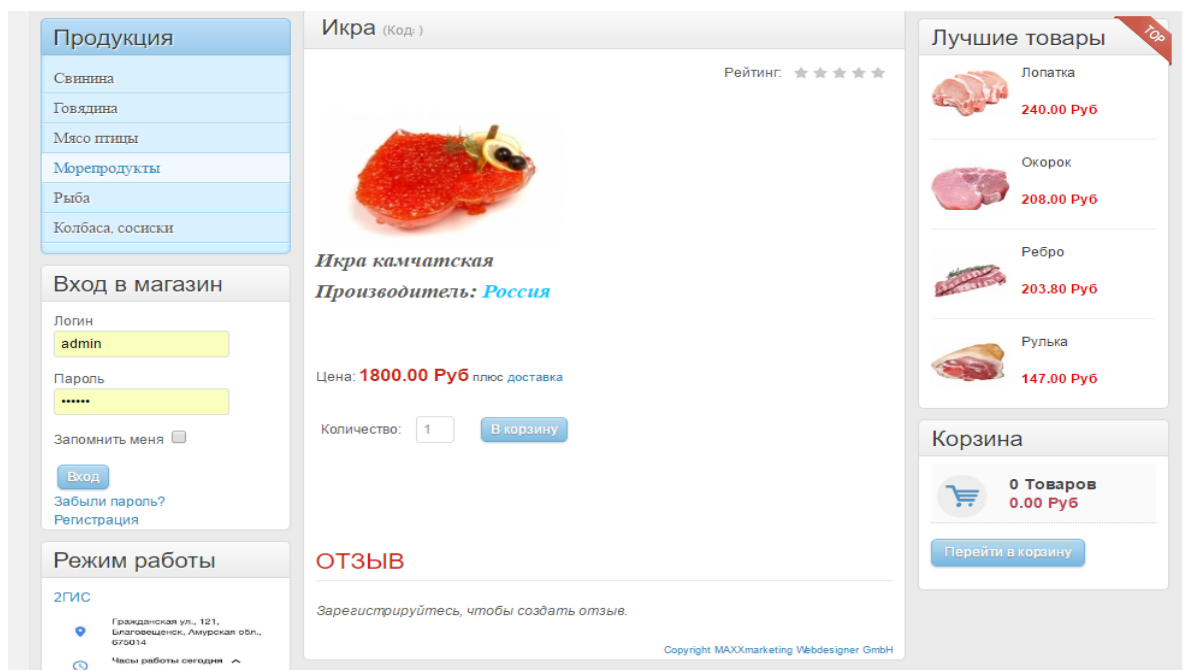 Продукция
Свинина
Говядина
Мясо птицы
Морепродукты
Рыба
Колбаса, сосиски
Вход в магазин
Логин
admin
Пароль
••••••
Запомнить меня
Вход
Забыли пароль?
Регистрация
Режим работы
2ГИС
Гражданская ул., 121,
Благовещенск, Амурская обл.,
675014
Часы работы сегодня
Икра (Код: )
Рейтинг:
Икра камчатская
Производитель: Россия
Цена: 1800.00 Руб плюс доставка
Количество: 1 В корзину
ОТЗЫВ
Зарегистрируйтесь, чтобы создать отзыв.
Copyright MAXXmarketing Webdesigner GmbH
Лучшие товары
TOP
Лопатка
240.00 Руб
Окорок
208.00 Руб
Ребро
203.80 Руб
Рулька
147.00 Руб
Корзина
0 Товаров
0.00 Руб
Перейти в корзину